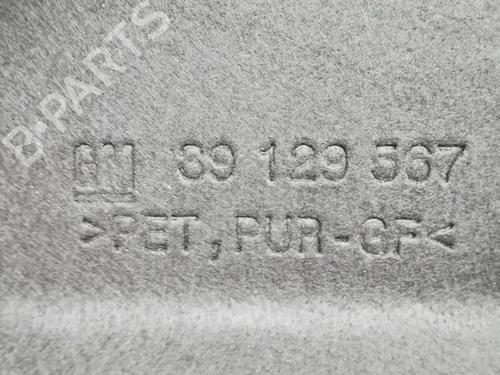 B-PARTS
GM 39 129 567
>PET,PUR-GF<